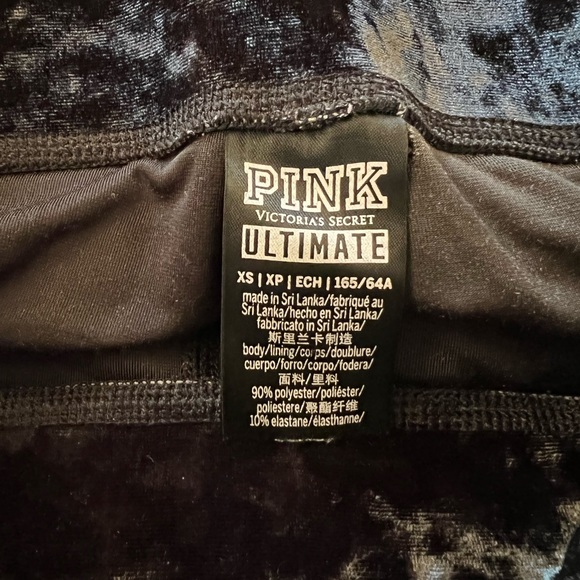 PINK
VICTORIA'S SECRET
ULTIMATE
XS | XP | ECH | 165/64A
made in Sri Lanka/fabriqué au
Sri Lanka/hecho en Sri Lanka/
fabbricato in Sri Lanka/
斯里兰卡制造
body/lining/corps/doublure/
cuerpo/forro/corpo/fodera/
面料/里料
90% polyester/poliéster/
poliestere/聚酯纤维
10% elastane/élasthanne/